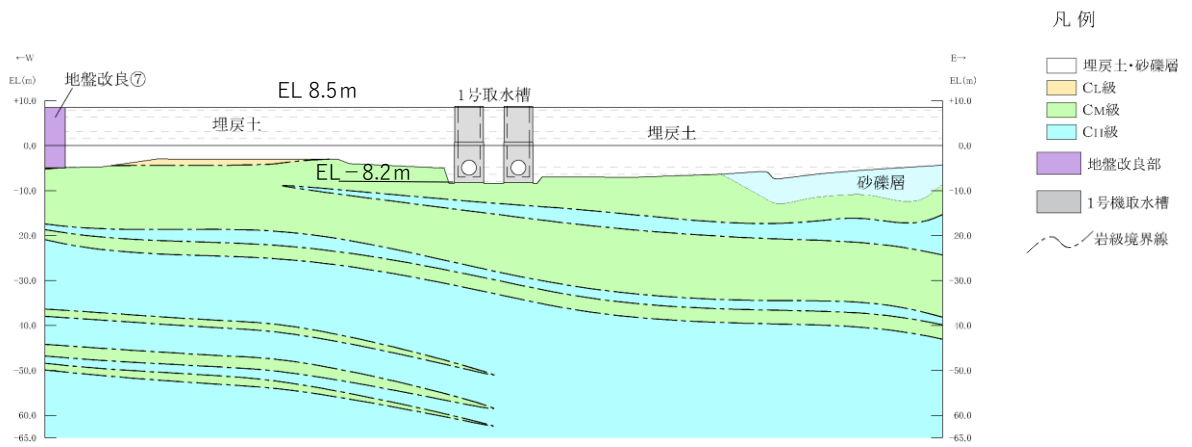 凡 例
←W
E→
EL(m)
地盤改良⑦
EL 8.5m
1号取水槽
EL(m)
埋戻土・砂礫層
CL級
CM級
CH級
地盤改良部
1号機取水槽
岩級境界線
+10.0
+10.0
埋戻土
埋戻土
0.0
0.0
EL－8.2m
砂礫層
-10.0
-10.0
-20.0
20.0
-30.0
-30.0
40.0
40.0
-50.0
-50.0
60.0
60.0
-65.0
-65.0